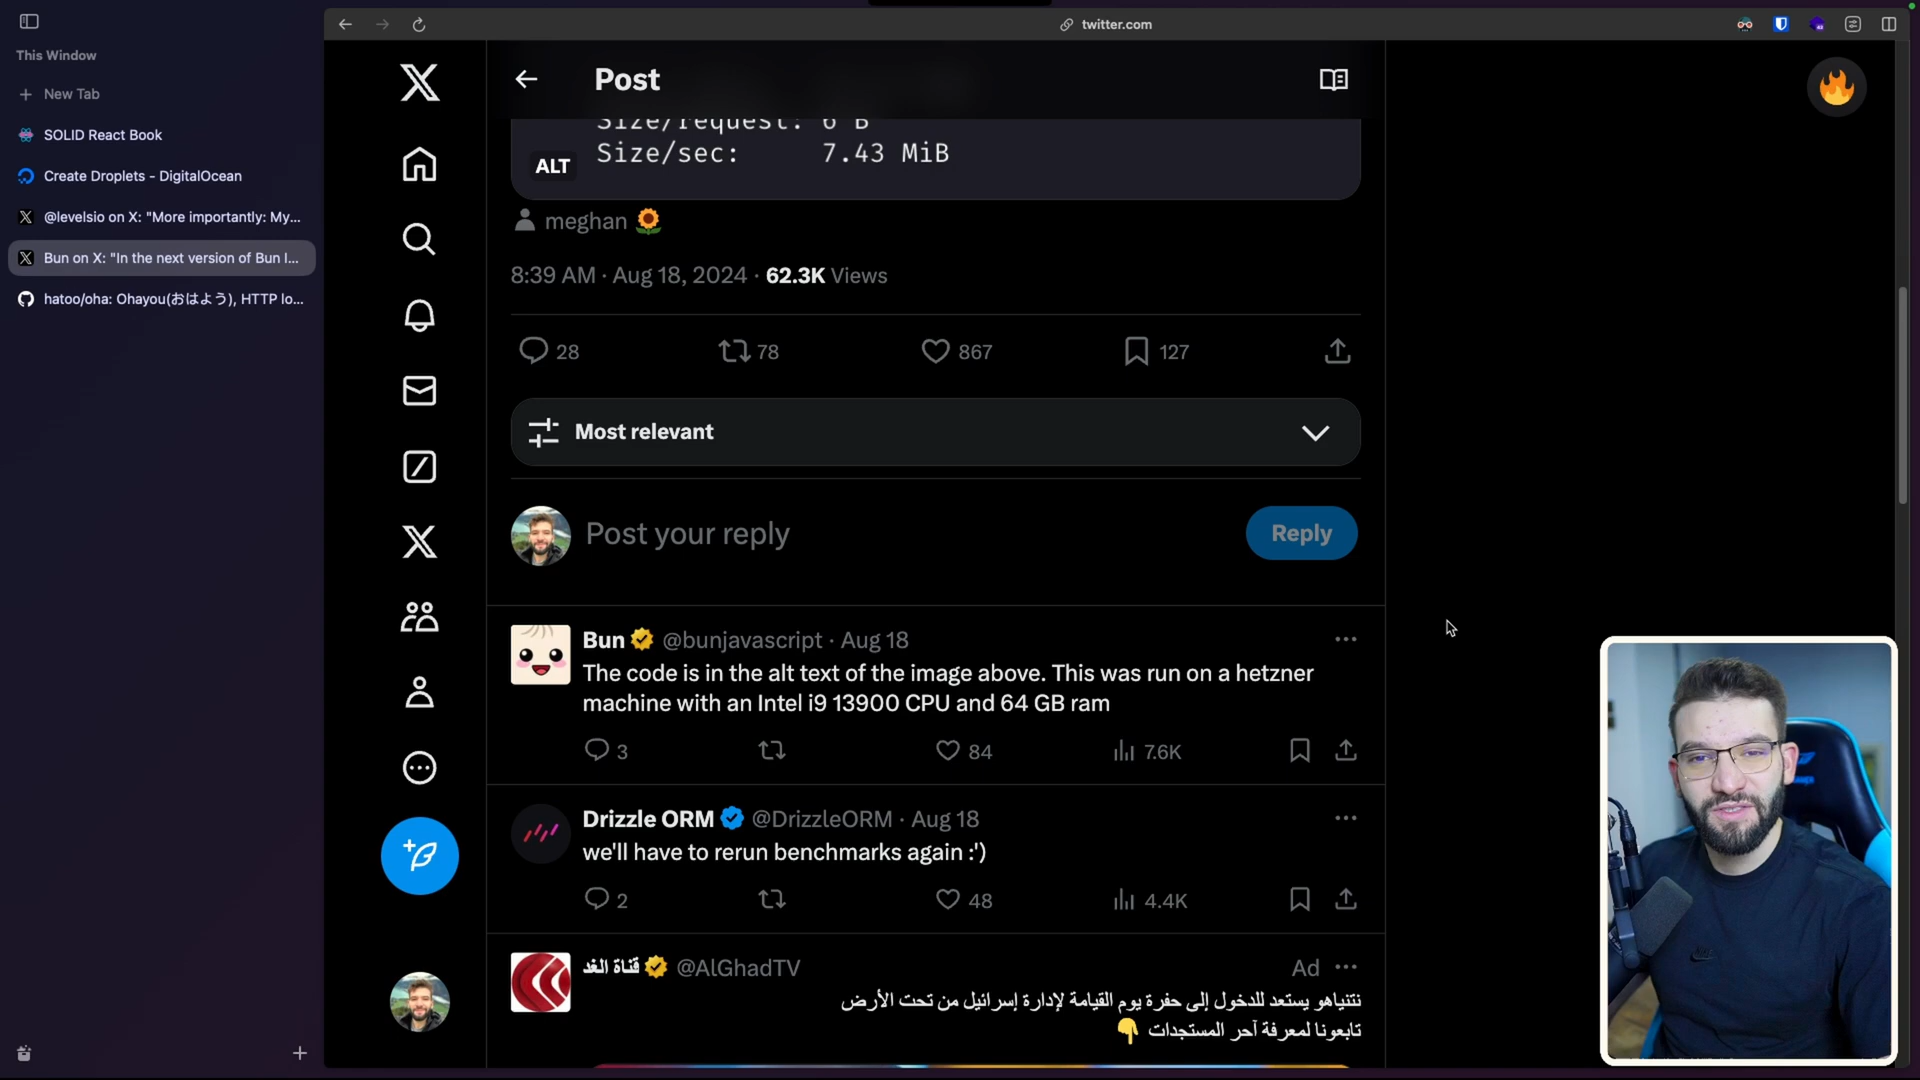 This Window
New Tab
SOLID React Book
Create Droplets - DigitalOcean
@levelsio on X: "More importantly: My...
Bun on X: "In the next version of Bun I...
hatoo/oha: Ohayou(おはよう), HTTP lo...
twitter.com
Post
Size/request: 6 B
Size/sec: 7.43 MiB
ALT
meghan 🌻
8:39 AM · Aug 18, 2024 · 62.3K Views
28 78 867 127
Most relevant
Post your reply
Reply
Bun @bunjavascript · Aug 18
The code is in the alt text of the image above. This was run on a hetzner
machine with an Intel i9 13900 CPU and 64 GB ram
3 84 7.6K
Drizzle ORM @DrizzleORM · Aug 18
we'll have to rerun benchmarks again :')
2 48 4.4K
قناة الغد @AlGhadTV Ad
نتنياهو يستعد للدخول إلى حفرة يوم القيامة لإدارة إسرائيل من تحت الأرض
تابعونا لمعرفة آخر المستجدات 👇